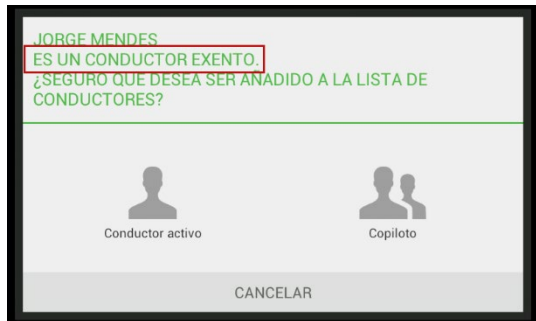 JORGE MENDES
ES UN CONDUCTOR EXENTO.
¿SEGURO QUE DESEA SER AÑADIDO A LA LISTA DE
CONDUCTORES?
Conductor activo
Copiloto
CANCELAR